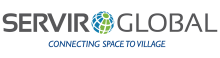 SERVIR GLOBAL
CONNECTING SPACE TO VILLAGE